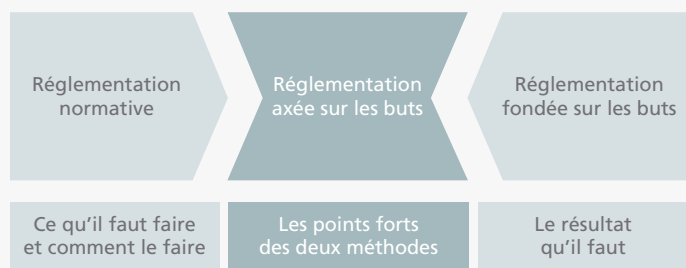 Réglementation
normative
Réglementation
axée sur les buts
Réglementation
fondée sur les buts
Ce qu'il faut faire
et comment le faire
Les points forts
des deux méthodes
Le résultat
qu'il faut